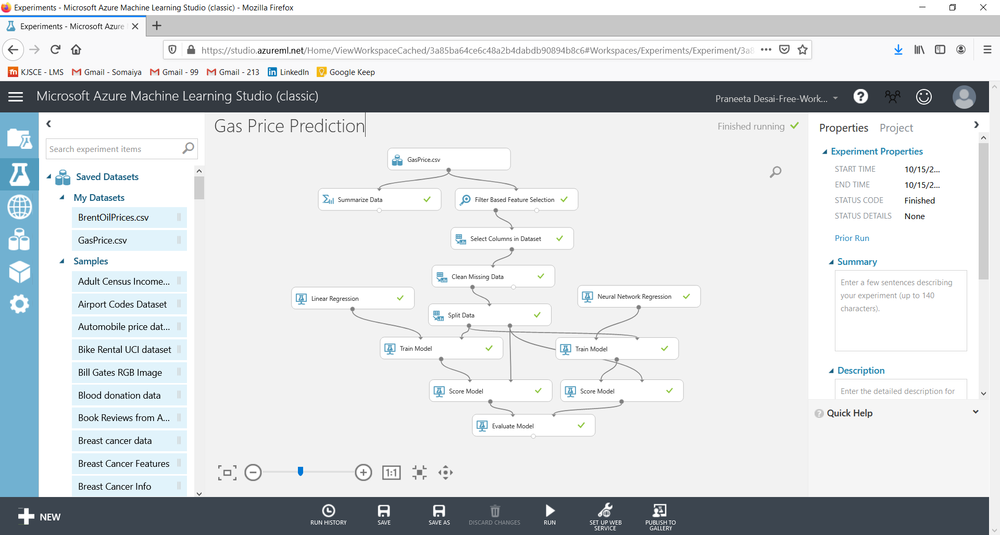 Experiments - Microsoft Azure Machine Learning Studio (classic) - Mozilla Firefox
Experiments - Microsoft Azure
https://studio.azureml.net/Home/ViewWorkspaceCached/3a85ba64ce6c48a2b4dabdb90894b8c6#Workspaces/Experiments/Experiment/3a8
KJSCE - LMS
Gmail - Somaiya
Gmail - 99
Gmail - 213
LinkedIn
Google Keep
Microsoft Azure Machine Learning Studio (classic)
Praneeta Desai-Free-Work...
Search experiment items
Saved Datasets
My Datasets
BrentOilPrices.csv
GasPrice.csv
Samples
Adult Census Income...
Airport Codes Dataset
Automobile price dat...
Bike Rental UCI dataset
Bill Gates RGB Image
Blood donation data
Book Reviews from A...
Breast cancer data
Breast Cancer Features
Breast Cancer Info
Gas Price Prediction
Finished running
GasPrice.csv
Summarize Data
Filter Based Feature Selection
Select Columns in Dataset
Clean Missing Data
Linear Regression
Neural Network Regression
Split Data
Train Model
Train Model
Score Model
Score Model
Evaluate Model
1:1
Properties Project
Experiment Properties
START TIME 10/15/2...
END TIME 10/15/2...
STATUS CODE Finished
STATUS DETAILS None
Prior Run
Summary
Enter a few sentences describing
your experiment (up to 140
characters).
Description
Enter the detailed description for
Quick Help
NEW
RUN HISTORY
SAVE
SAVE AS
DISCARD CHANGES
RUN
SET UP WEB
SERVICE
PUBLISH TO
GALLERY